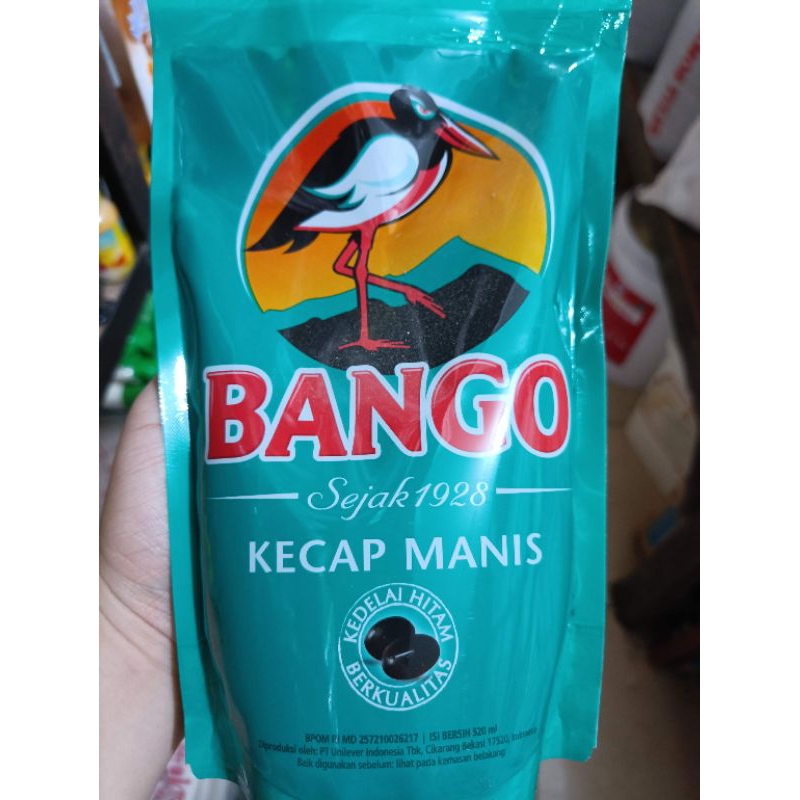 BANGO
Sejak 1928
KECAP MANIS
KEDELAI HITAM
BERKUALITAS
BPOM RI MD 257210026217 | ISI BERSIH 520 ml
Diproduksi oleh: PT Unilever Indonesia Tbk, Cikarang Bekasi 17520, Indonesia
Baik digunakan sebelum: lihat pada kemasan belakang